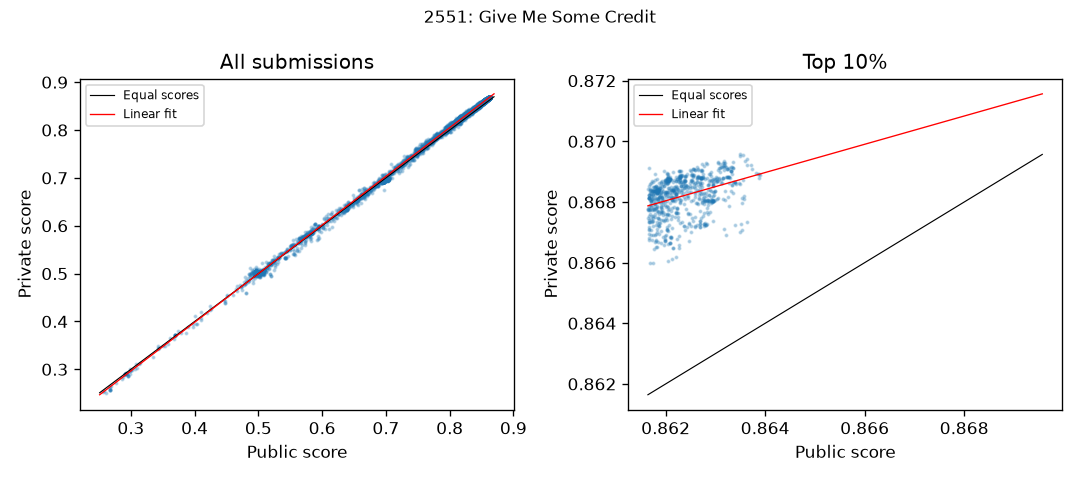 2551: Give Me Some Credit
All submissions
Equal scores
Linear fit
Private score
0.9
0.8
0.7
0.6
0.5
0.4
0.3
0.3
0.4
0.5
0.6
0.7
0.8
0.9
Public score
Top 10%
Equal scores
Linear fit
Private score
0.872
0.870
0.868
0.866
0.864
0.862
0.862
0.864
0.866
0.868
Public score